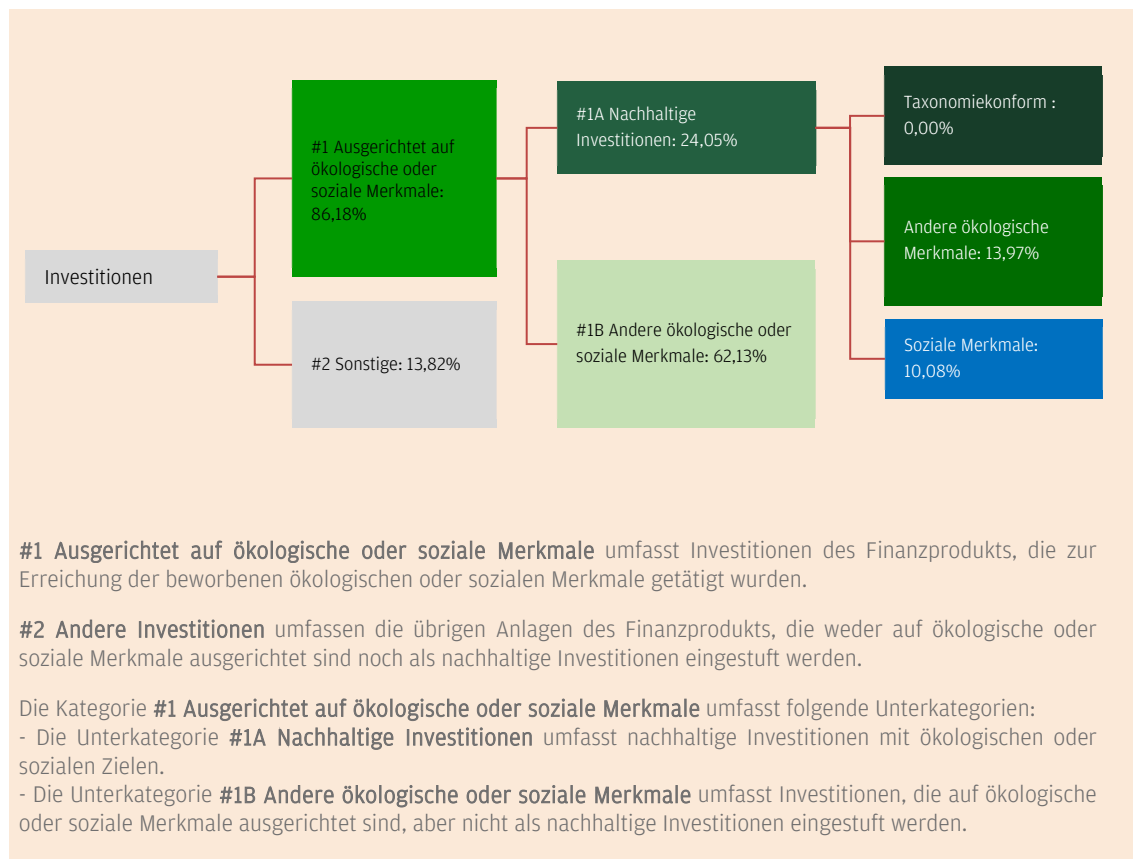 Investitionen
#1 Ausgerichtet auf
ökologische oder
soziale Merkmale:
86,18%
#2 Sonstige: 13,82%
#1A Nachhaltige
Investitionen: 24,05%
#1B Andere ökologische oder
soziale Merkmale: 62,13%
Taxonomiekonform :
0,00%
Andere ökologische
Merkmale: 13,97%
Soziale Merkmale:
10,08%
#1 Ausgerichtet auf ökologische oder soziale Merkmale umfasst Investitionen des Finanzprodukts, die zur
Erreichung der beworbenen ökologischen oder sozialen Merkmale getätigt wurden.
#2 Andere Investitionen umfassen die übrigen Anlagen des Finanzprodukts, die weder auf ökologische oder
soziale Merkmale ausgerichtet sind noch als nachhaltige Investitionen eingestuft werden.
Die Kategorie #1 Ausgerichtet auf ökologische oder soziale Merkmale umfasst folgende Unterkategorien:
- Die Unterkategorie #1A Nachhaltige Investitionen umfasst nachhaltige Investitionen mit ökologischen oder
sozialen Zielen.
- Die Unterkategorie #1B Andere ökologische oder soziale Merkmale umfasst Investitionen, die auf ökologische
oder soziale Merkmale ausgerichtet sind, aber nicht als nachhaltige Investitionen eingestuft werden.